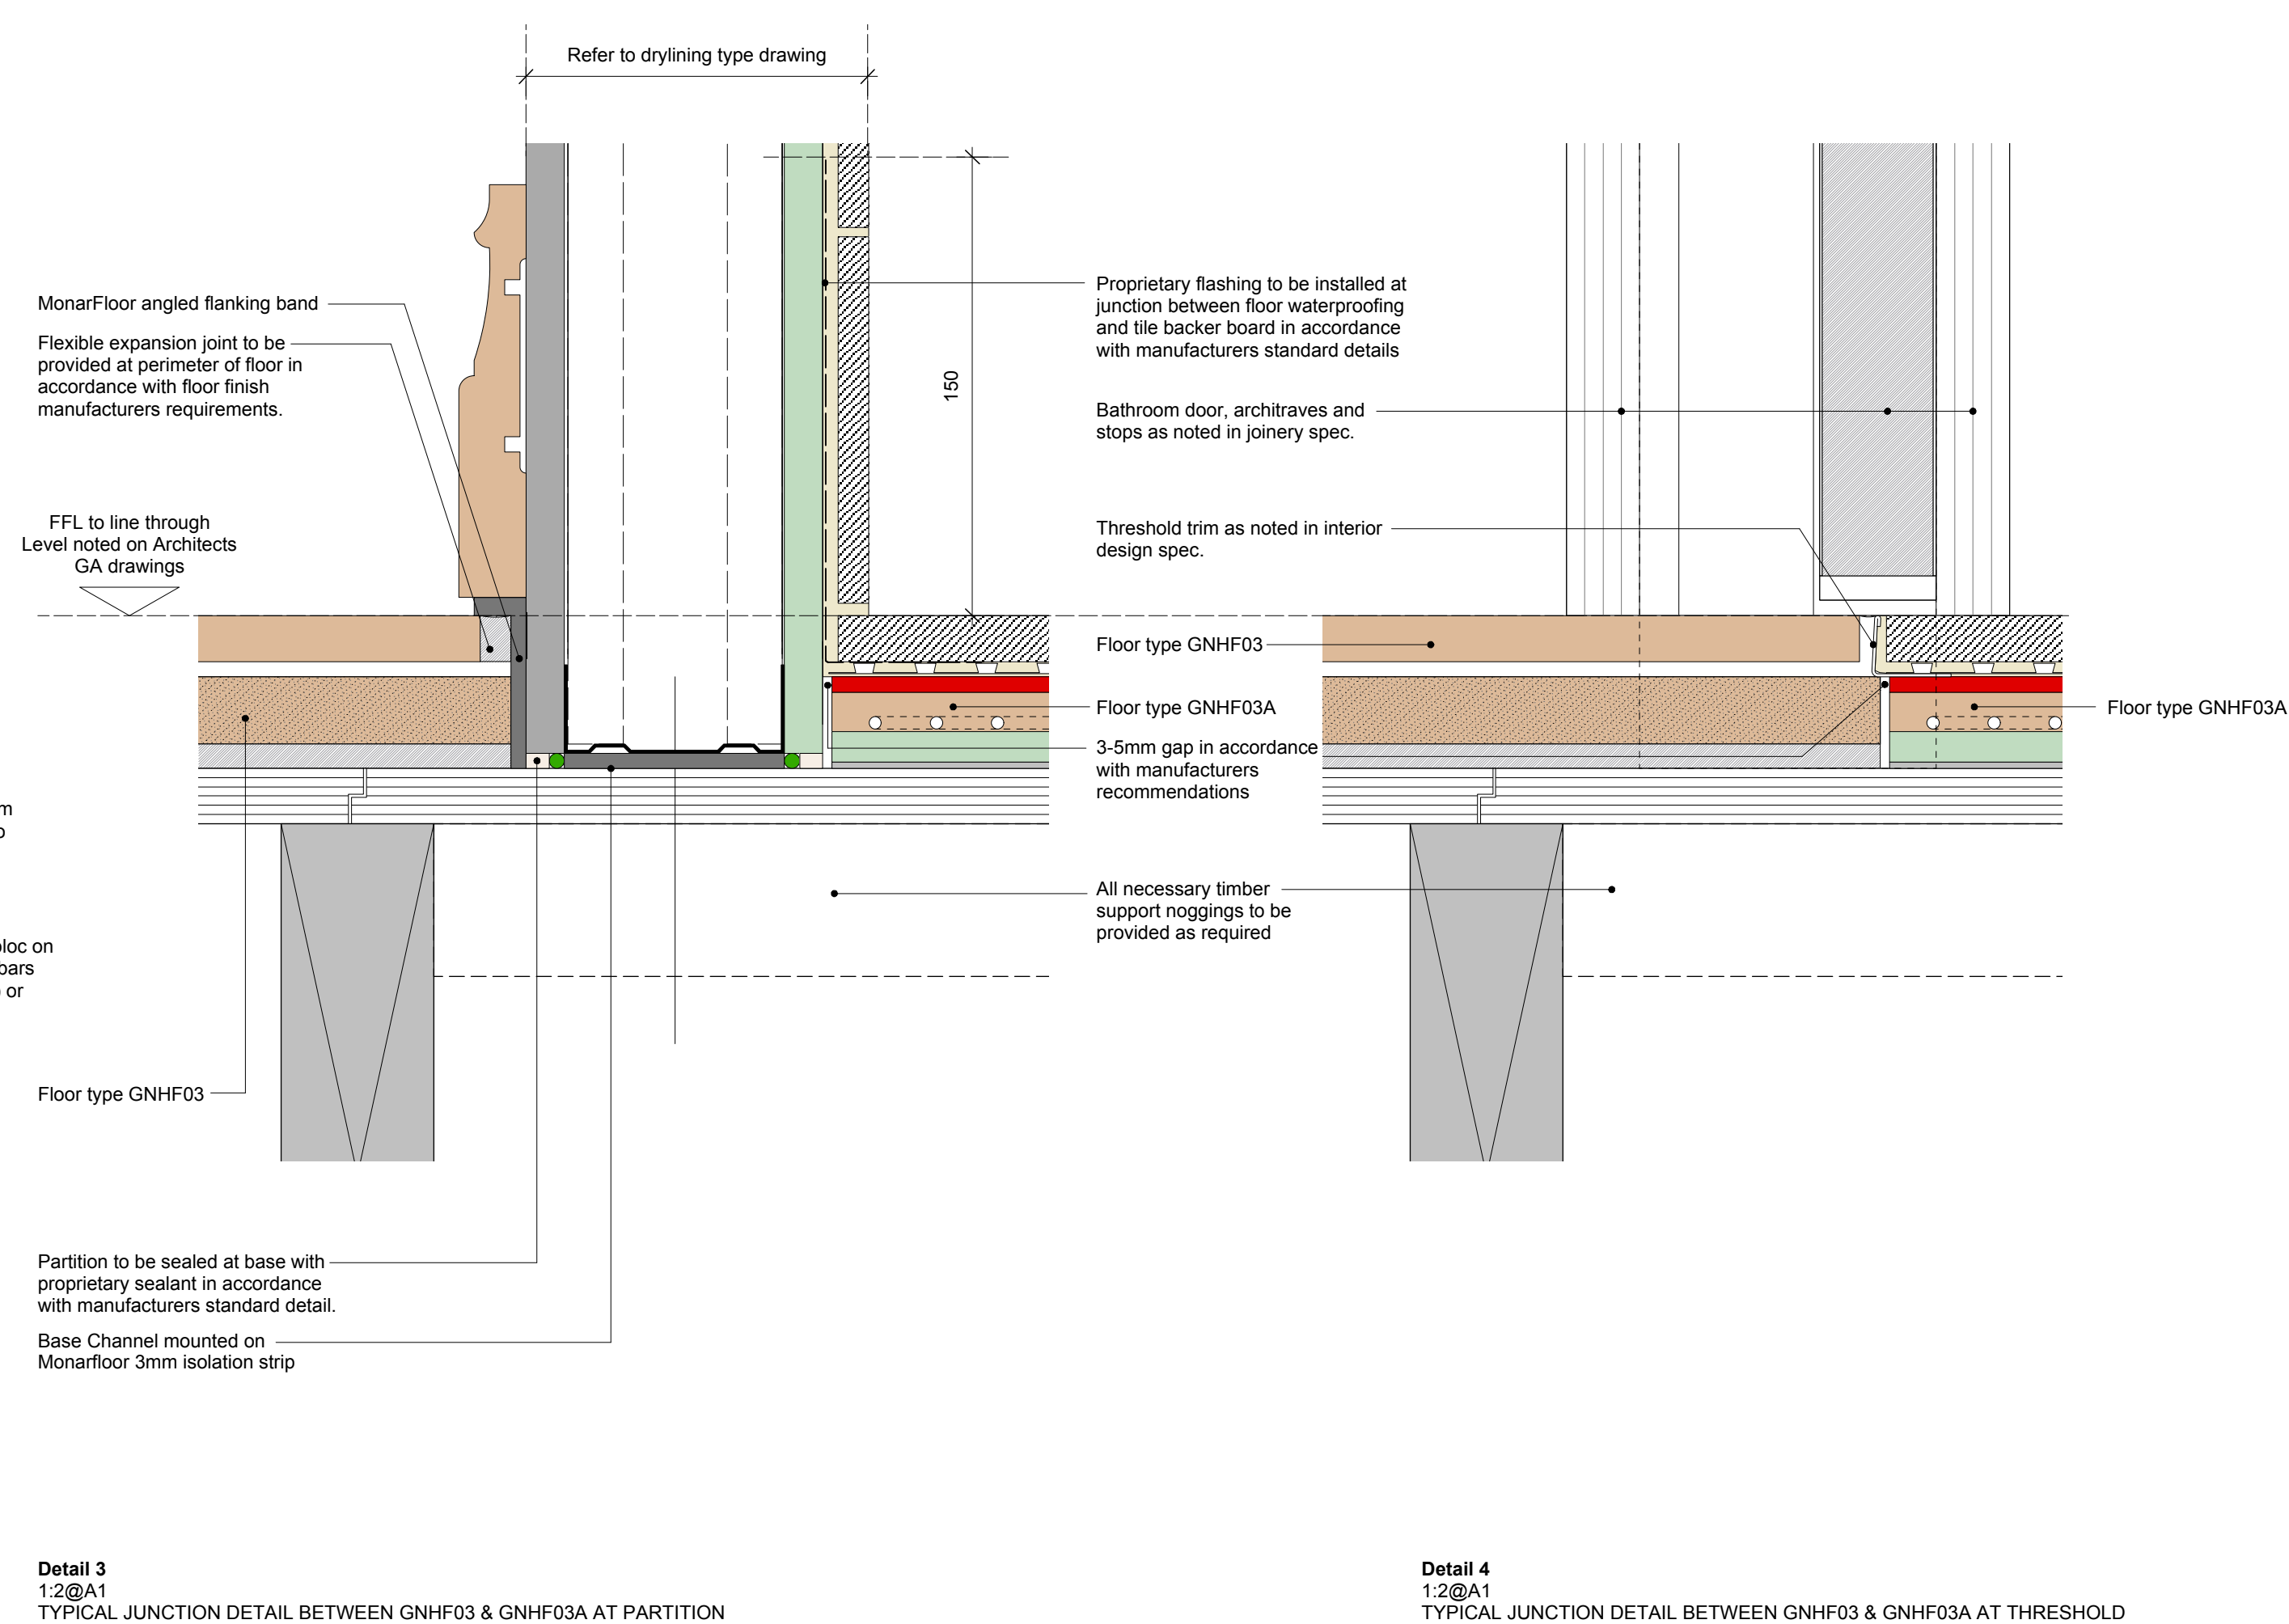 Refer to drylining type drawing
MonarFloor angled flanking band
Flexible expansion joint to be
provided at perimeter of floor in
accordance with floor finish
manufacturers requirements.
FFL to line through
Level noted on Architects
GA drawings
m
bars
or
Floor type GNHF03
Partition to be sealed at base with
proprietary sealant in accordance
with manufacturers standard detail.
Base Channel mounted on
Monarfloor 3mm isolation strip
150
Proprietary flashing to be installed at
junction between floor waterproofing
and tile backer board in accordance
with manufacturers standard details
Bathroom door, architraves and
stops as noted in joinery spec.
Threshold trim as noted in interior
design spec.
Floor type GNHF03
Floor type GNHF03A
3-5mm gap in accordance
with manufacturers
recommendations
All necessary timber
support noggings to be
provided as required
Floor type GNHF03A
Detail 3
1:2@A1
TYPICAL JUNCTION DETAIL BETWEEN GNHF03 & GNHF03A AT PARTITION
Detail 4
1:2@A1
TYPICAL JUNCTION DETAIL BETWEEN GNHF03 & GNHF03A AT THRESHOLD